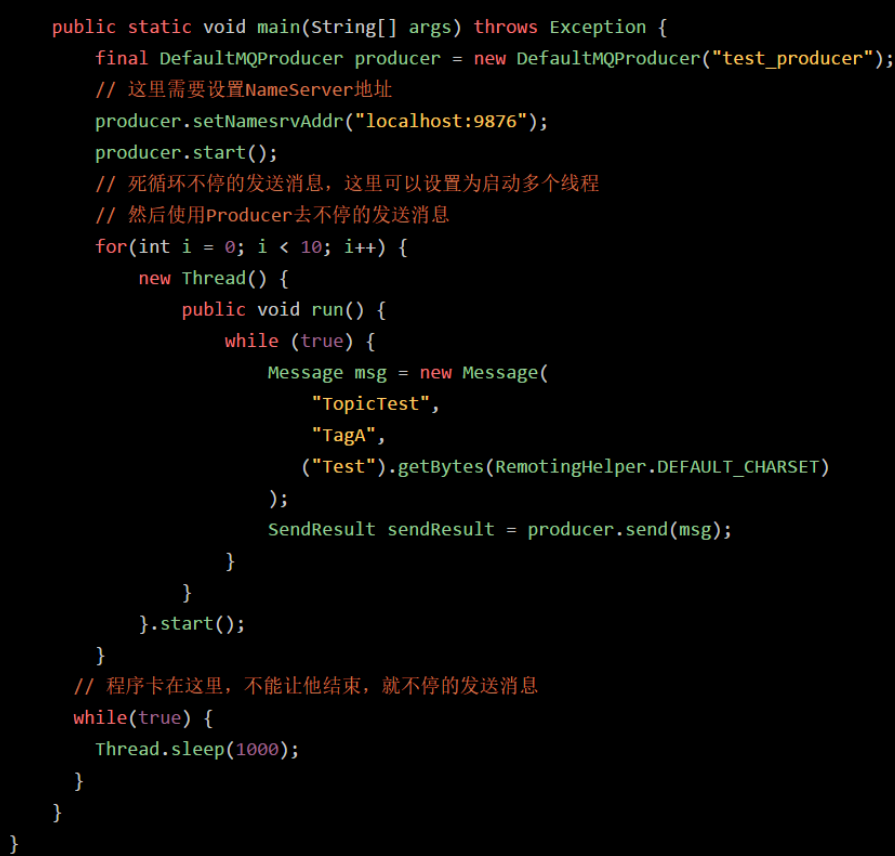 public static void main(String[] args) throws Exception {
final DefaultMQProducer producer = new DefaultMQProducer("test_producer");
// 这里需要设置NameServer地址
producer.setNamesrvAddr("localhost:9876");
producer.start();
// 死循环不停的发送消息，这里可以设置为启动多个线程
// 然后使用Producer去不停的发送消息
for(int i = 0; i < 10; i++) {
new Thread() {
public void run() {
while (true) {
Message msg = new Message(
"TopicTest",
"TagA",
("Test").getBytes(RemotingHelper.DEFAULT_CHARSET)
);
SendResult sendResult = producer.send(msg);
}
}
}.start();
}
// 程序卡在这里，不能让他结束，就不停的发送消息
while(true) {
Thread.sleep(1000);
}
}
}